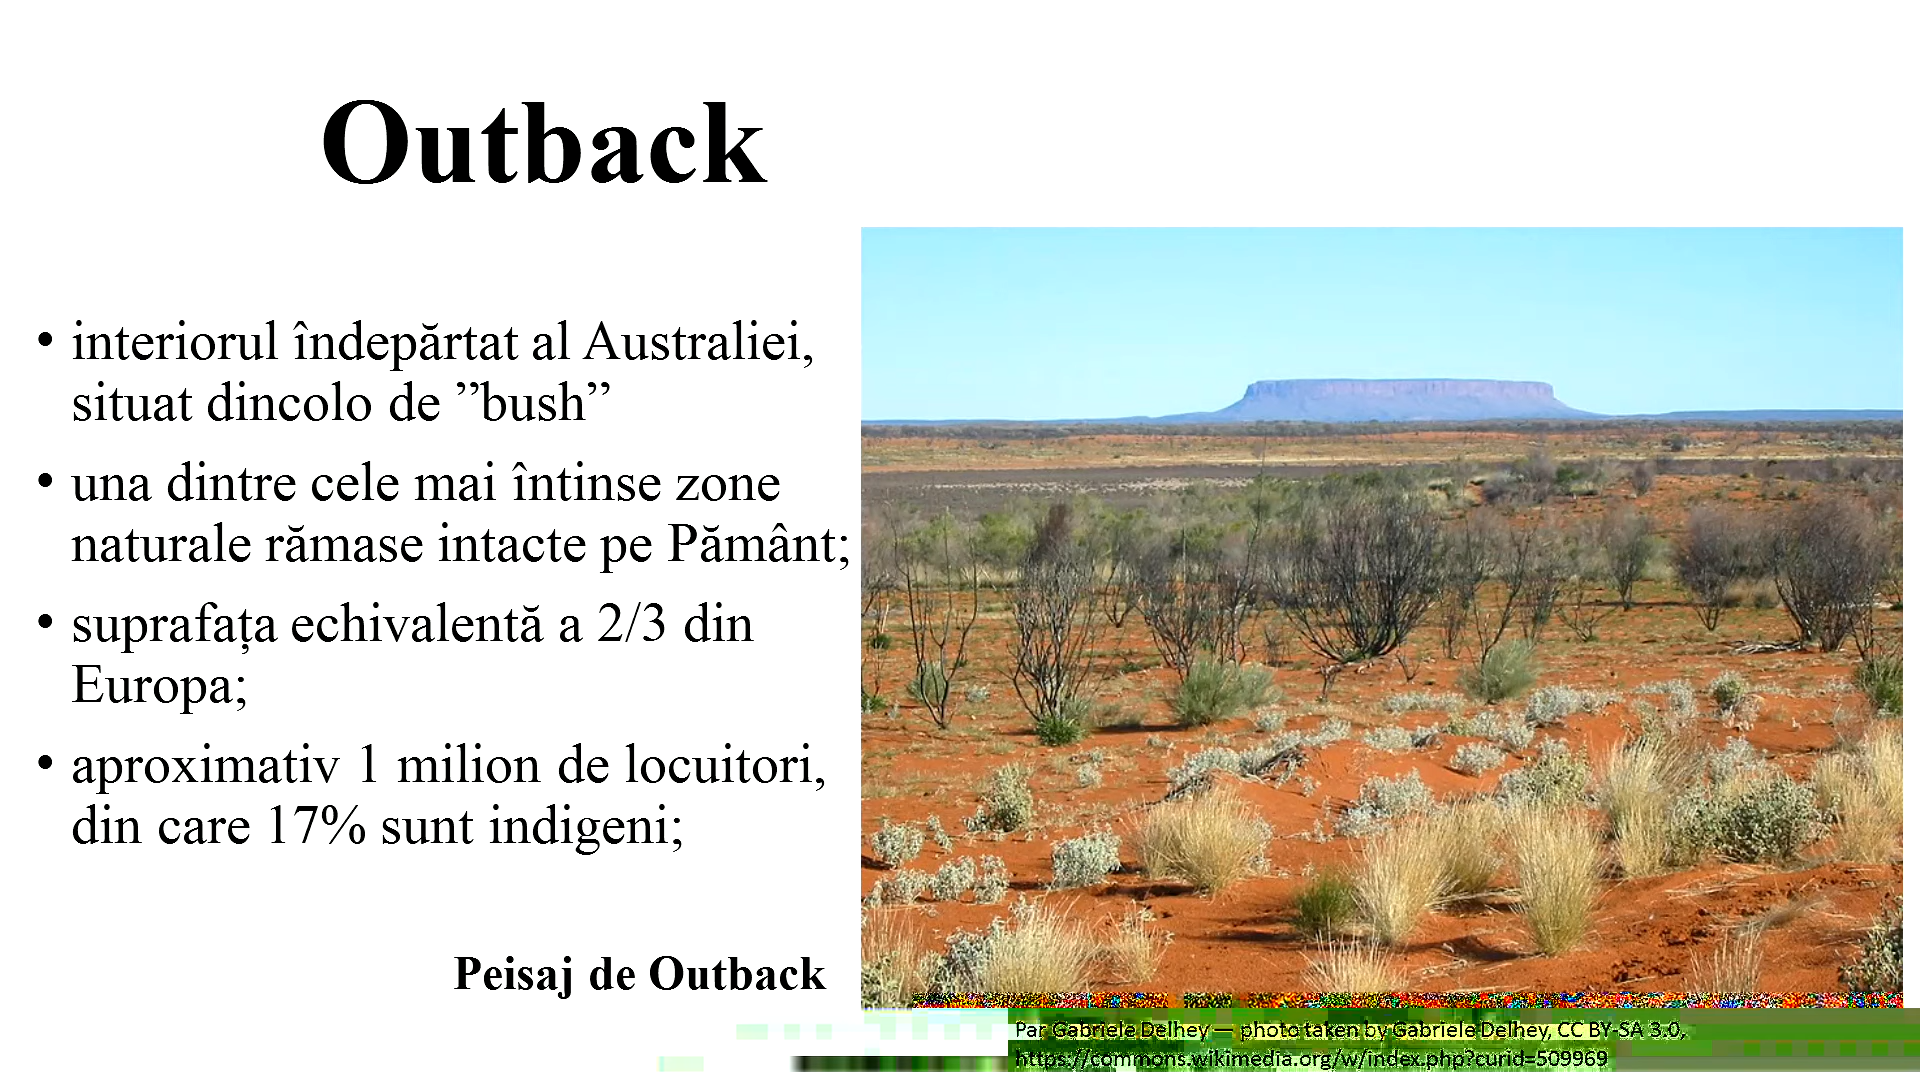 Outback
• interiorul îndepărtat al Australiei,
situat dincolo de ”bush”
• una dintre cele mai întinse zone
naturale rămase intacte pe Pământ;
• suprafața echivalentă a 2/3 din
Europa;
• aproximativ 1 milion de locuitori,
din care 17% sunt indigeni;
Peisaj de Outback
Par Gabriele Delhey — photo taken by Gabriele Delhey, CC BY-SA 3.0,
https://commons.wikimedia.org/w/index.php?curid=509969